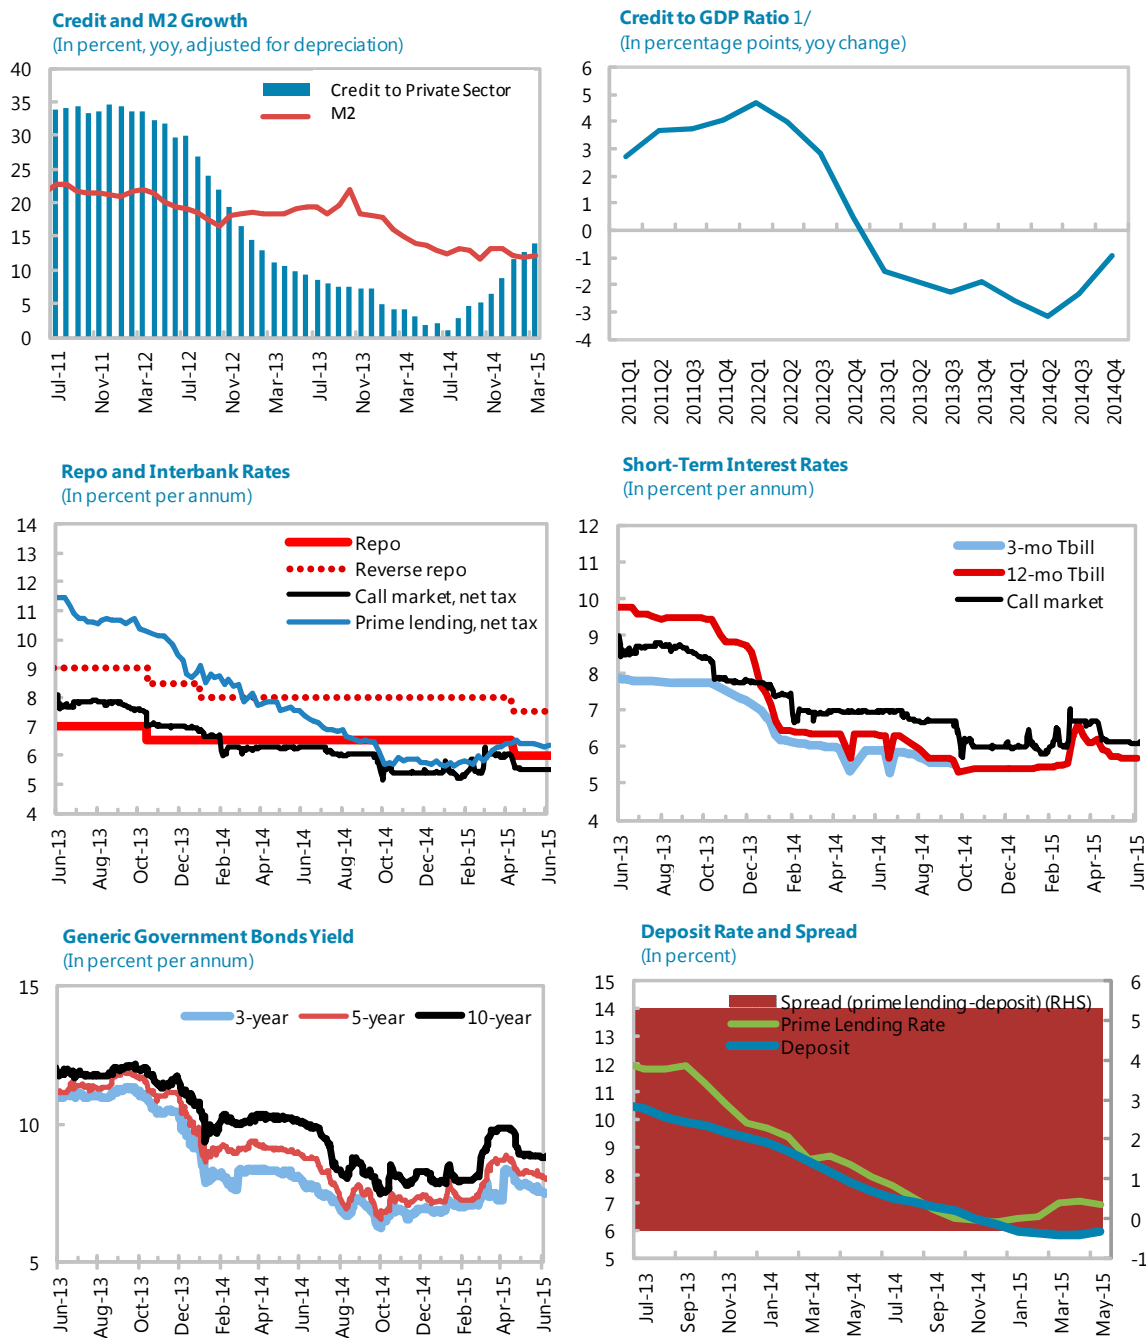 Credit and M2 Growth
(In percent, yoy, adjusted for depreciation)
40
35
30
25
20
15
10
5
0
Credit to Private Sector
M2
Jul-11
Nov-11
Mar-12
Jul-12
Nov-12
Mar-13
Jul-13
Nov-13
Mar-14
Jul-14
Nov-14
Mar-15
Credit to GDP Ratio 1/
(In percentage points, yoy change)
6
5
4
3
2
1
0
-1
-2
-3
-4
2011Q1
2011Q2
2011Q3
2011Q4
2012Q1
2012Q2
2012Q3
2012Q4
2013Q1
2013Q2
2013Q3
2013Q4
2014Q1
2014Q2
2014Q3
2014Q4
Repo and Interbank Rates
(In percent per annum)
14
13
12
11
10
9
8
7
6
5
4
Repo
Reverse repo
Call market, net tax
Prime lending, net tax
Jun-13
Aug-13
Oct-13
Dec-13
Feb-14
Apr-14
Jun-14
Aug-14
Oct-14
Dec-14
Feb-15
Apr-15
Jun-15
Short-Term Interest Rates
(In percent per annum)
12
11
10
9
8
7
6
5
4
3-mo Tbill
12-mo Tbill
Call market
Jun-13
Aug-13
Oct-13
Dec-13
Feb-14
Apr-14
Jun-14
Aug-14
Oct-14
Dec-14
Feb-15
Apr-15
Jun-15
Generic Government Bonds Yield
(In percent per annum)
15
10
5
3-year
5-year
10-year
Jun-13
Aug-13
Oct-13
Dec-13
Feb-14
Apr-14
Jun-14
Aug-14
Oct-14
Dec-14
Feb-15
Apr-15
Jun-15
Deposit Rate and Spread
(In percent)
15
14
13
12
11
10
9
8
7
6
5
Spread (prime lending-deposit) (RHS)
Prime Lending Rate
Deposit
6
5
4
3
2
1
0
-1
Jul-13
Sep-13
Nov-13
Jan-14
Mar-14
May-14
Jul-14
Sep-14
Nov-14
Jan-15
Mar-15
May-15